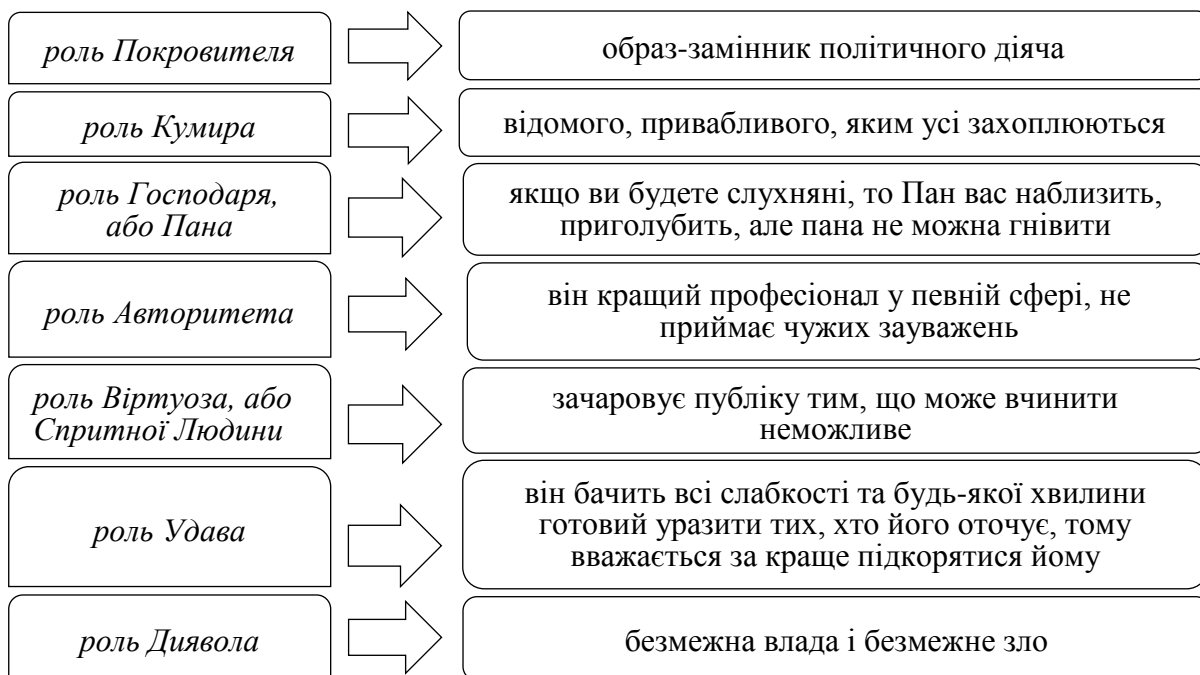 роль Покровителя
образ-замінник політичного діяча
роль Кумира
відомого, привабливого, яким усі захоплюються
роль Господаря,
або Пана
якщо ви будете слухняні, то Пан вас наблизить,
приголубить, але пана не можна гнівити
роль Авторитета
він кращий професіонал у певній сфері, не
приймає чужих зауважень
роль Віртуоза, або
Спритної Людини
зачаровує публіку тим, що може вчинити
неможливе
роль Удава
він бачить всі слабкості та будь-якої хвилини
готовий уразити тих, хто його оточує, тому
вважається за краще підкорятися йому
роль Диявола
безмежна влада і безмежне зло